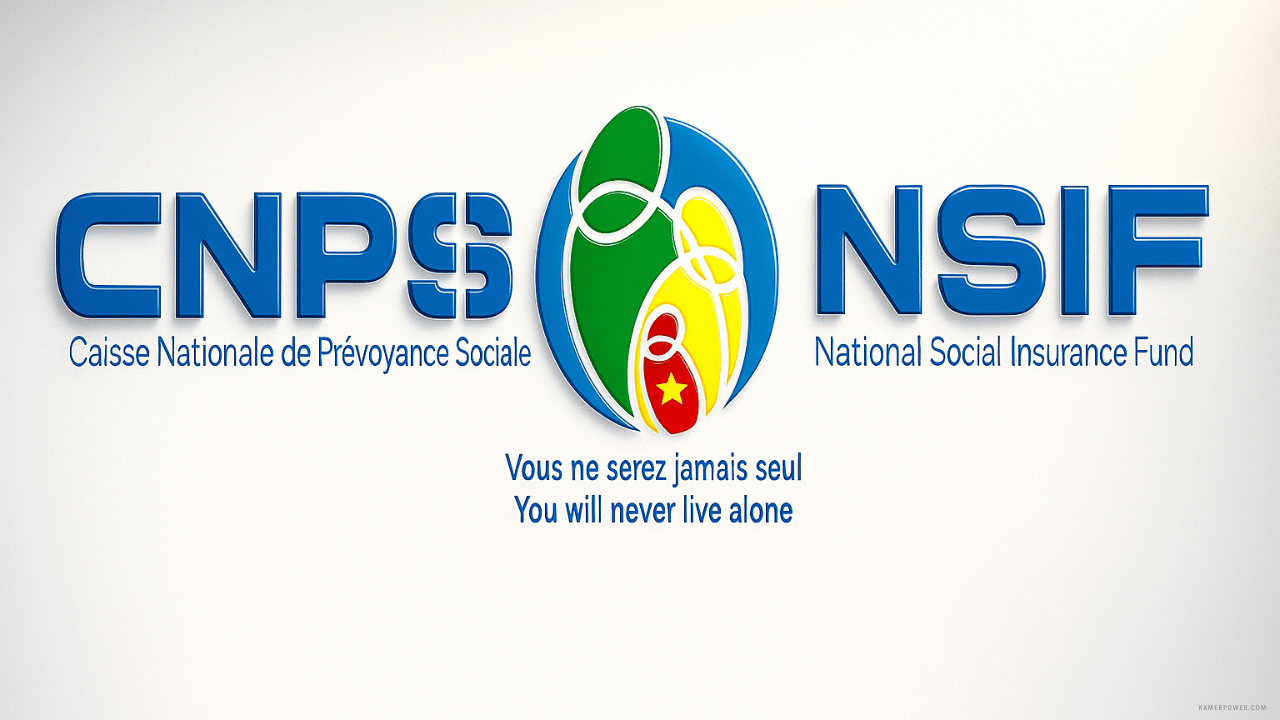 CNPS
NSIF
Caisse Nationale de Prévoyance Sociale
National Social Insurance Fund
Vous ne serez jamais seul
You will never live alone
KAMERPOWER.COM